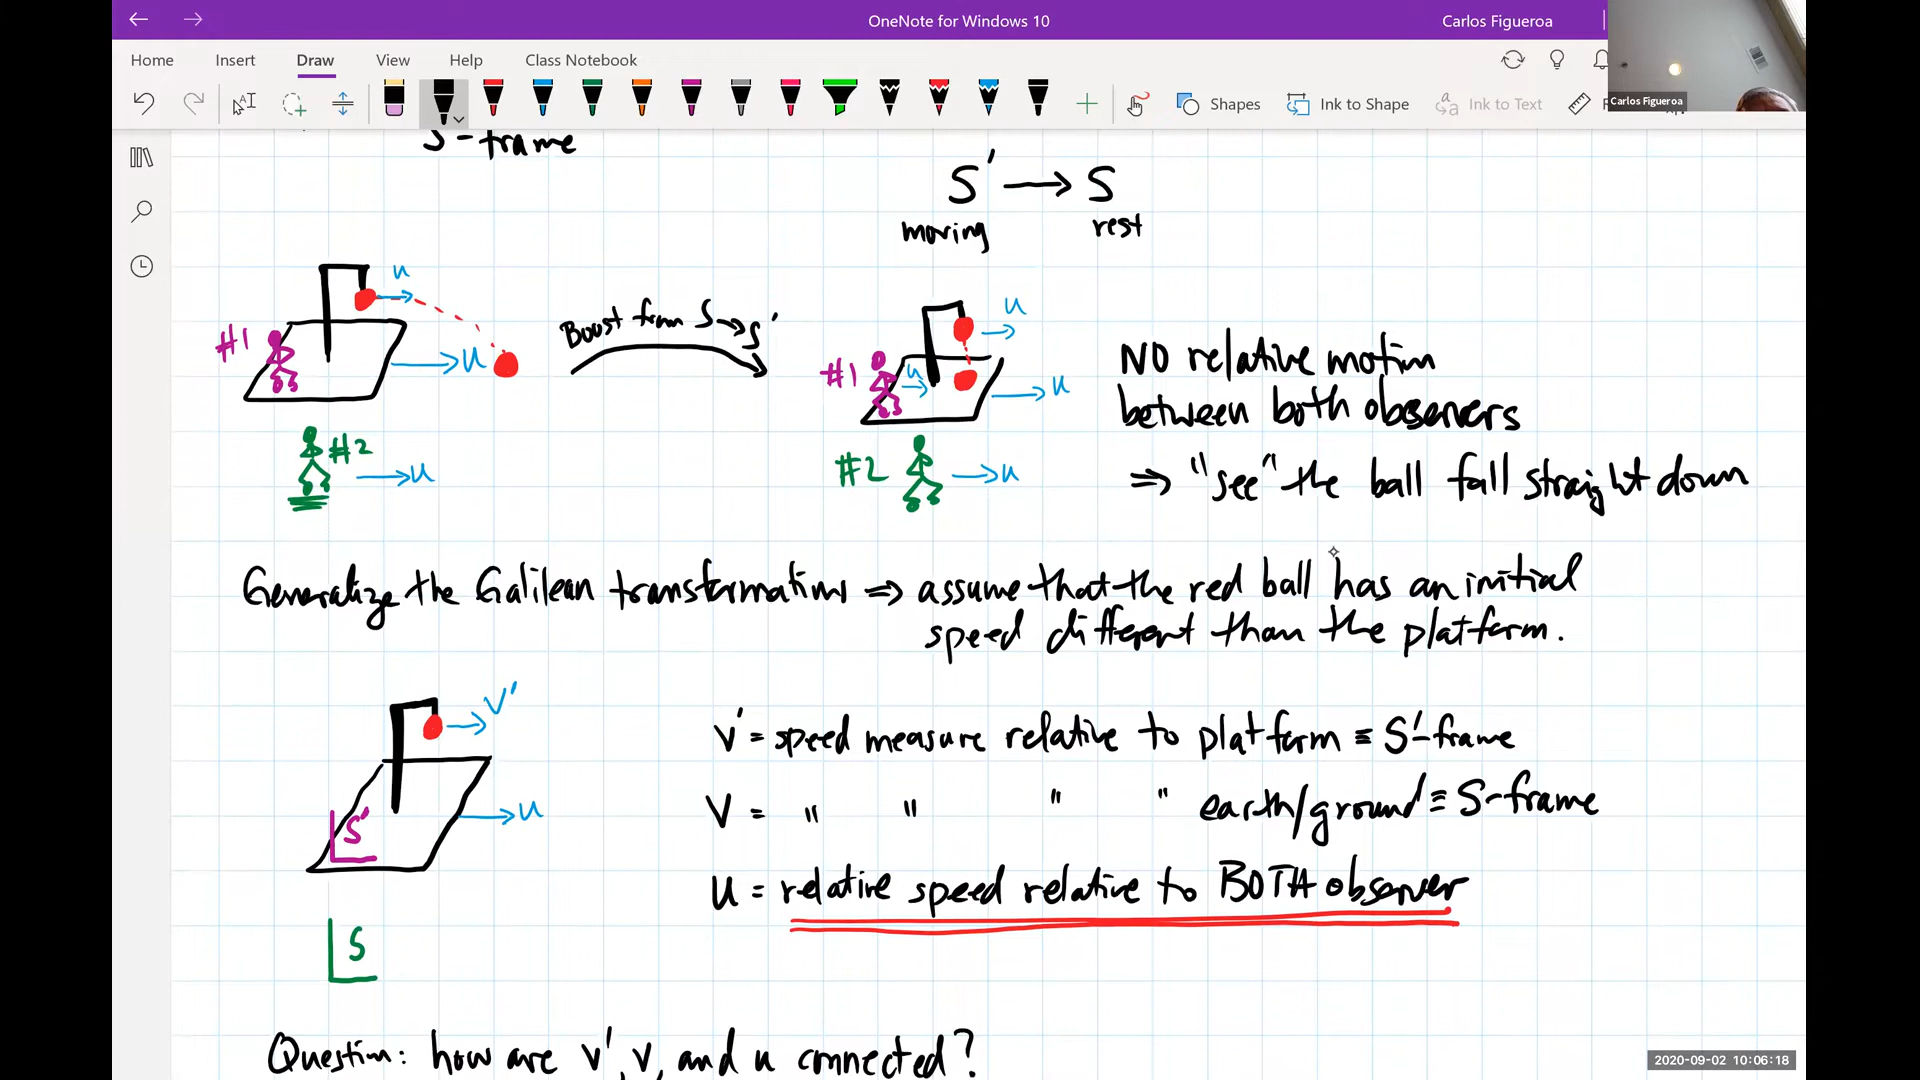 OneNote for Windows 10
Carlos Figueroa
Home Insert Draw View Help Class Notebook
Shapes Ink to Shape Ink to Text
Carlos Figueroa
S-frame
S' → S
moving rest
u
#1
u
#2
u
Boost from S→S'
u
#1
u
u
#2
u
NO relative motion
between both observers
⇒ "see" the ball fall straight down
Generalize the Galilean transformations ⇒ assume that the red ball has an initial
speed different than the platform.
v'
u
S'
S
v' = speed measure relative to platform ≡ S'-frame
v = " " " " earth/ground ≡ S-frame
u = relative speed relative to BOTH observer
Question: how are v', v, and u connected?
2020-09-02 10:06:18